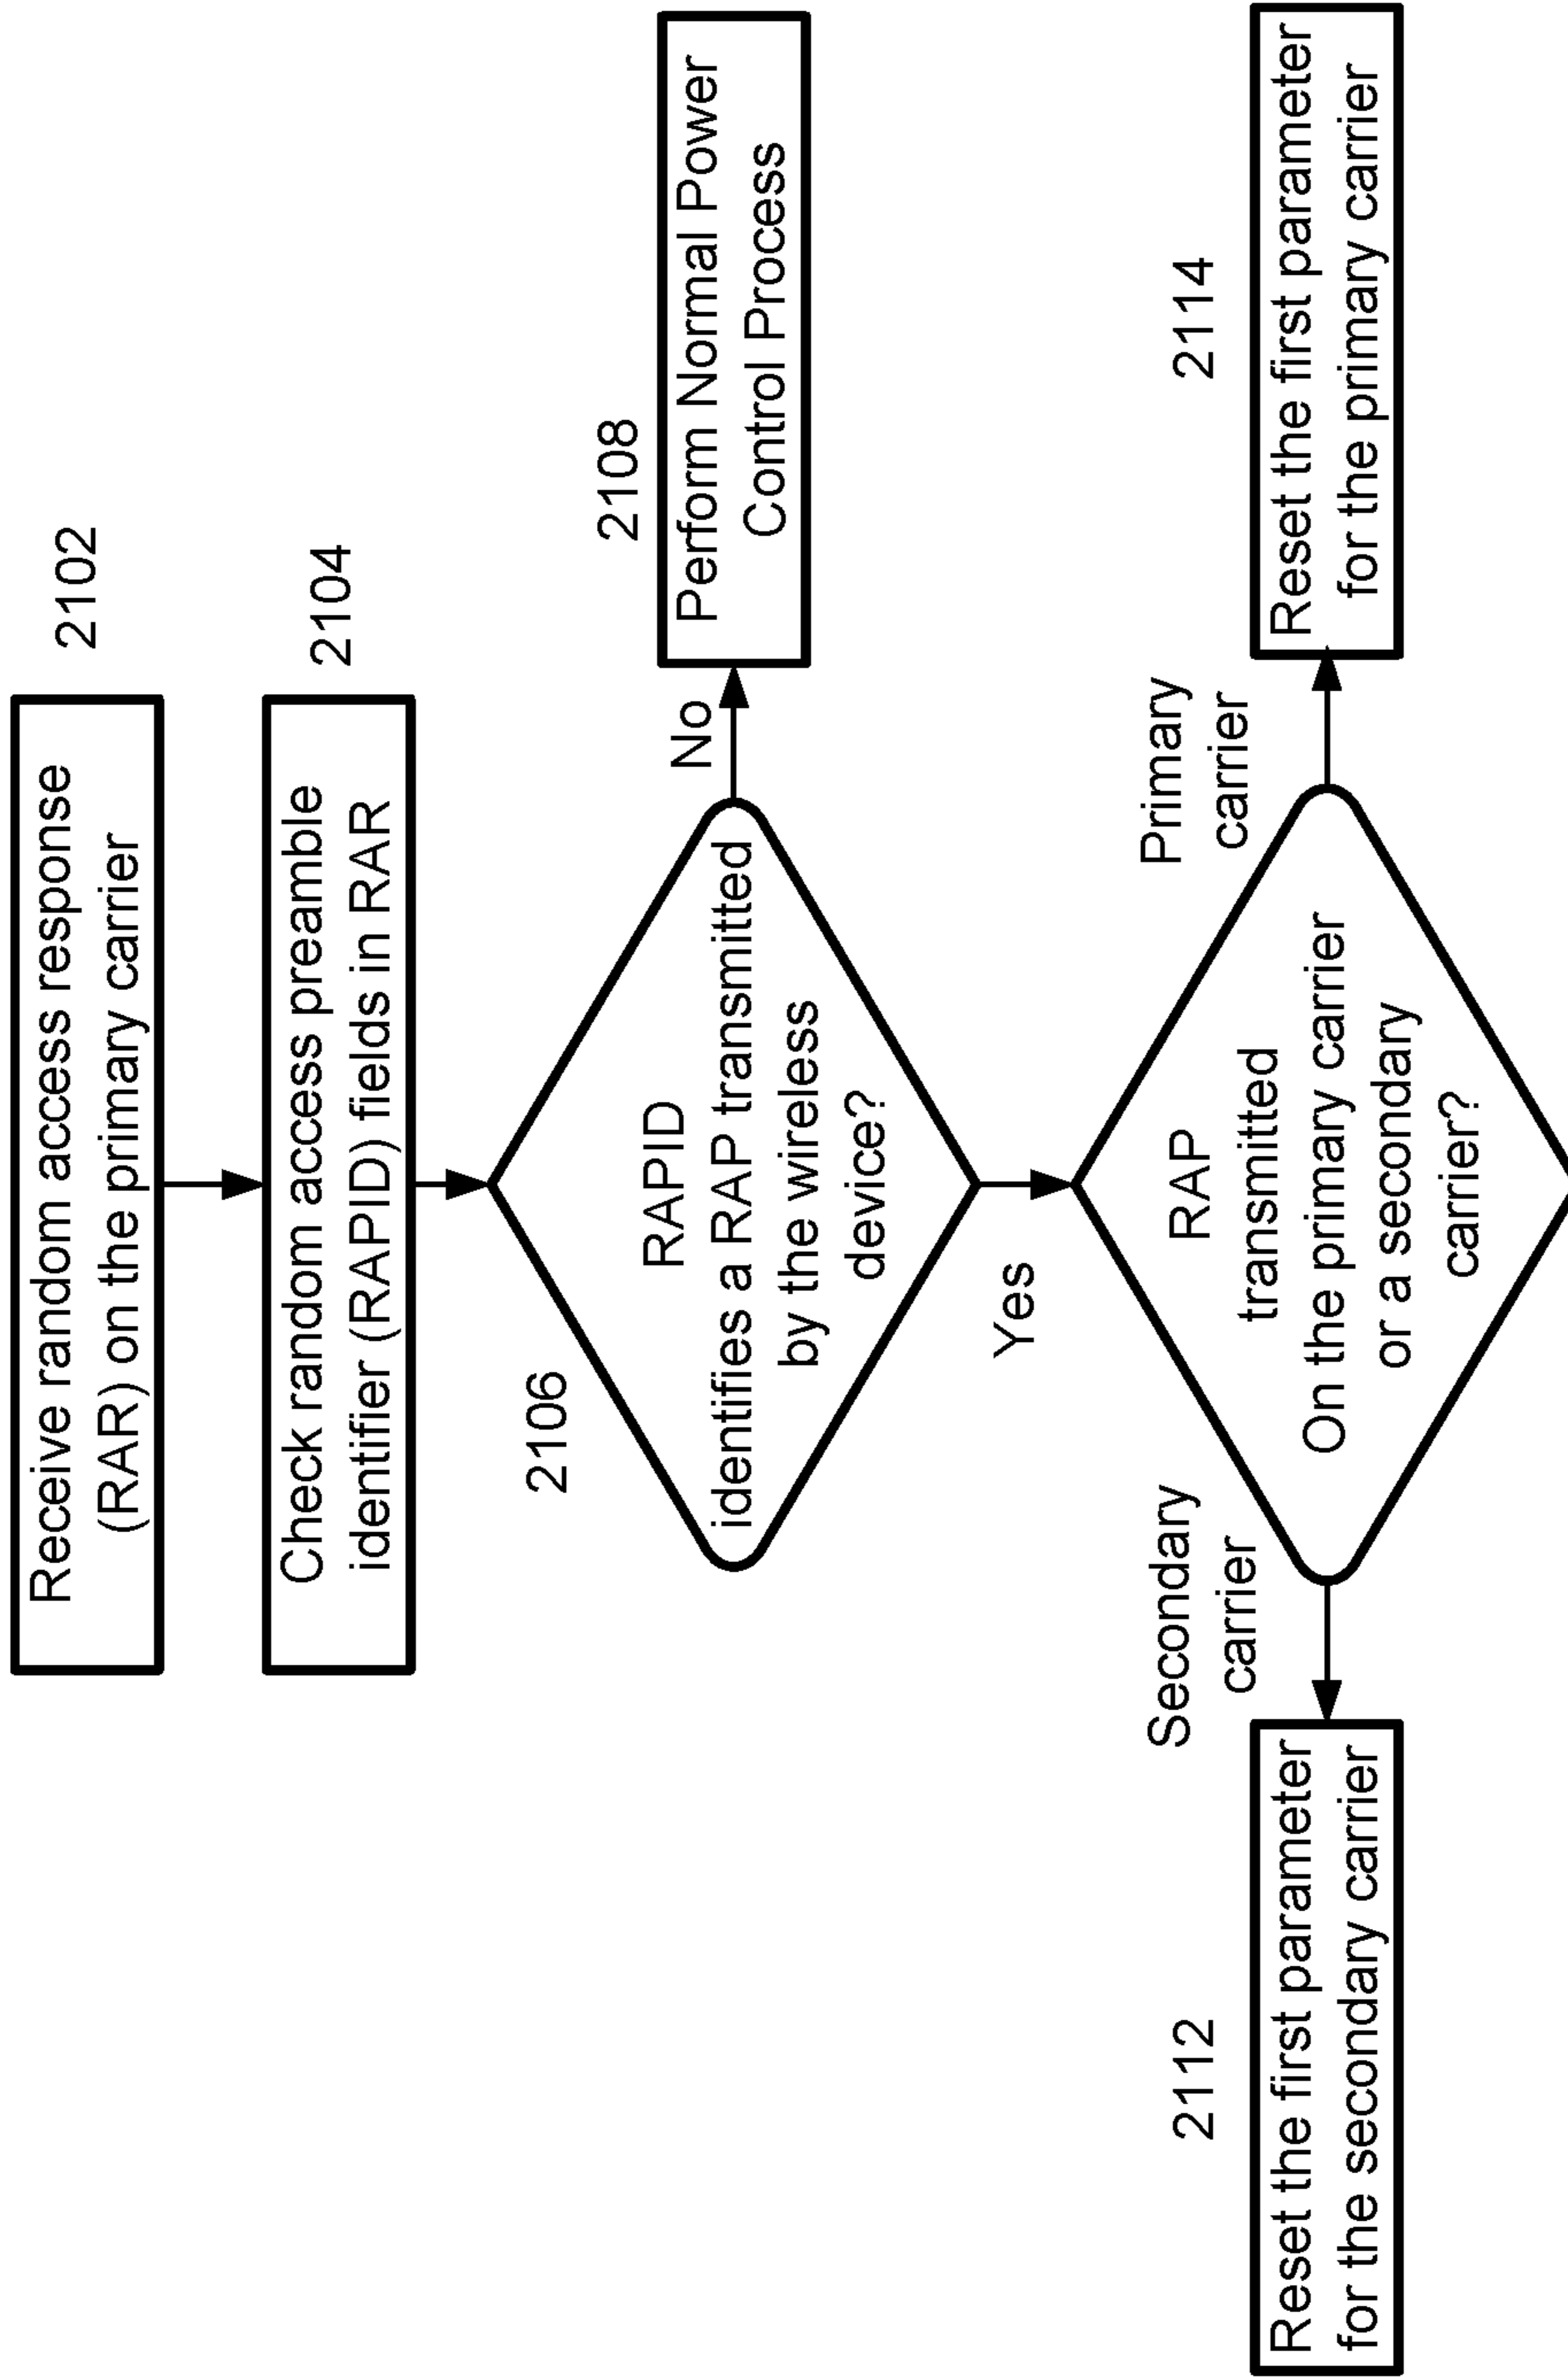 2102
Receive random access response
(RAR) on the primary carrier
2104
Check random access preamble
identifier (RAPID) fields in RAR
2106
RAPID
identifies a RAP transmitted
by the wireless
device?
No
2108
Perform Normal Power
Control Process
Yes
RAP
transmitted
On the primary carrier
or a secondary
carrier?
Secondary
carrier
2112
Reset the first parameter
for the secondary carrier
Primary
carrier
2114
Reset the first parameter
for the primary carrier